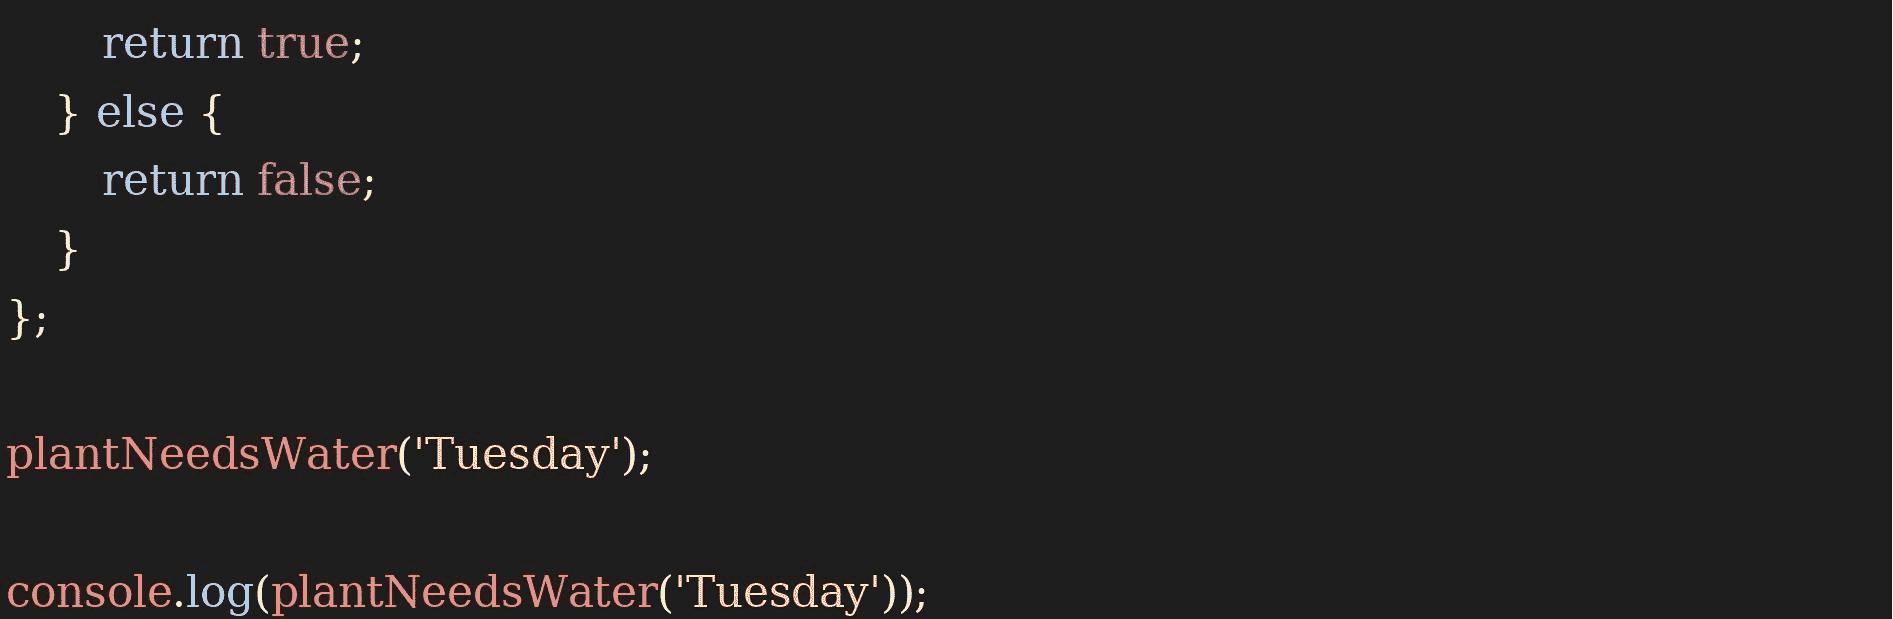 return true;
} else {
return false;
}
};
plantNeedsWater('Tuesday');
console.log(plantNeedsWater('Tuesday'));